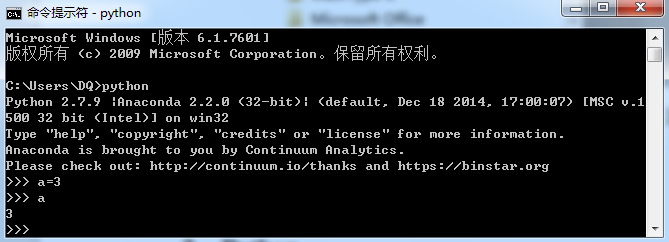 Microsoft Office
命令提示符 - python
Microsoft Windows [版本 6.1.7601]
版权所有 (c) 2009 Microsoft Corporation。保留所有权利。
C:\Users\DQ>python
Python 2.7.9 |Anaconda 2.2.0 (32-bit)| (default, Dec 18 2014, 17:00:07) [MSC v.1
500 32 bit (Intel)] on win32
Type "help", "copyright", "credits" or "license" for more information.
Anaconda is brought to you by Continuum Analytics.
Please check out: http://continuum.io/thanks and https://binstar.org
>>> a=3
>>> a
3
>>>